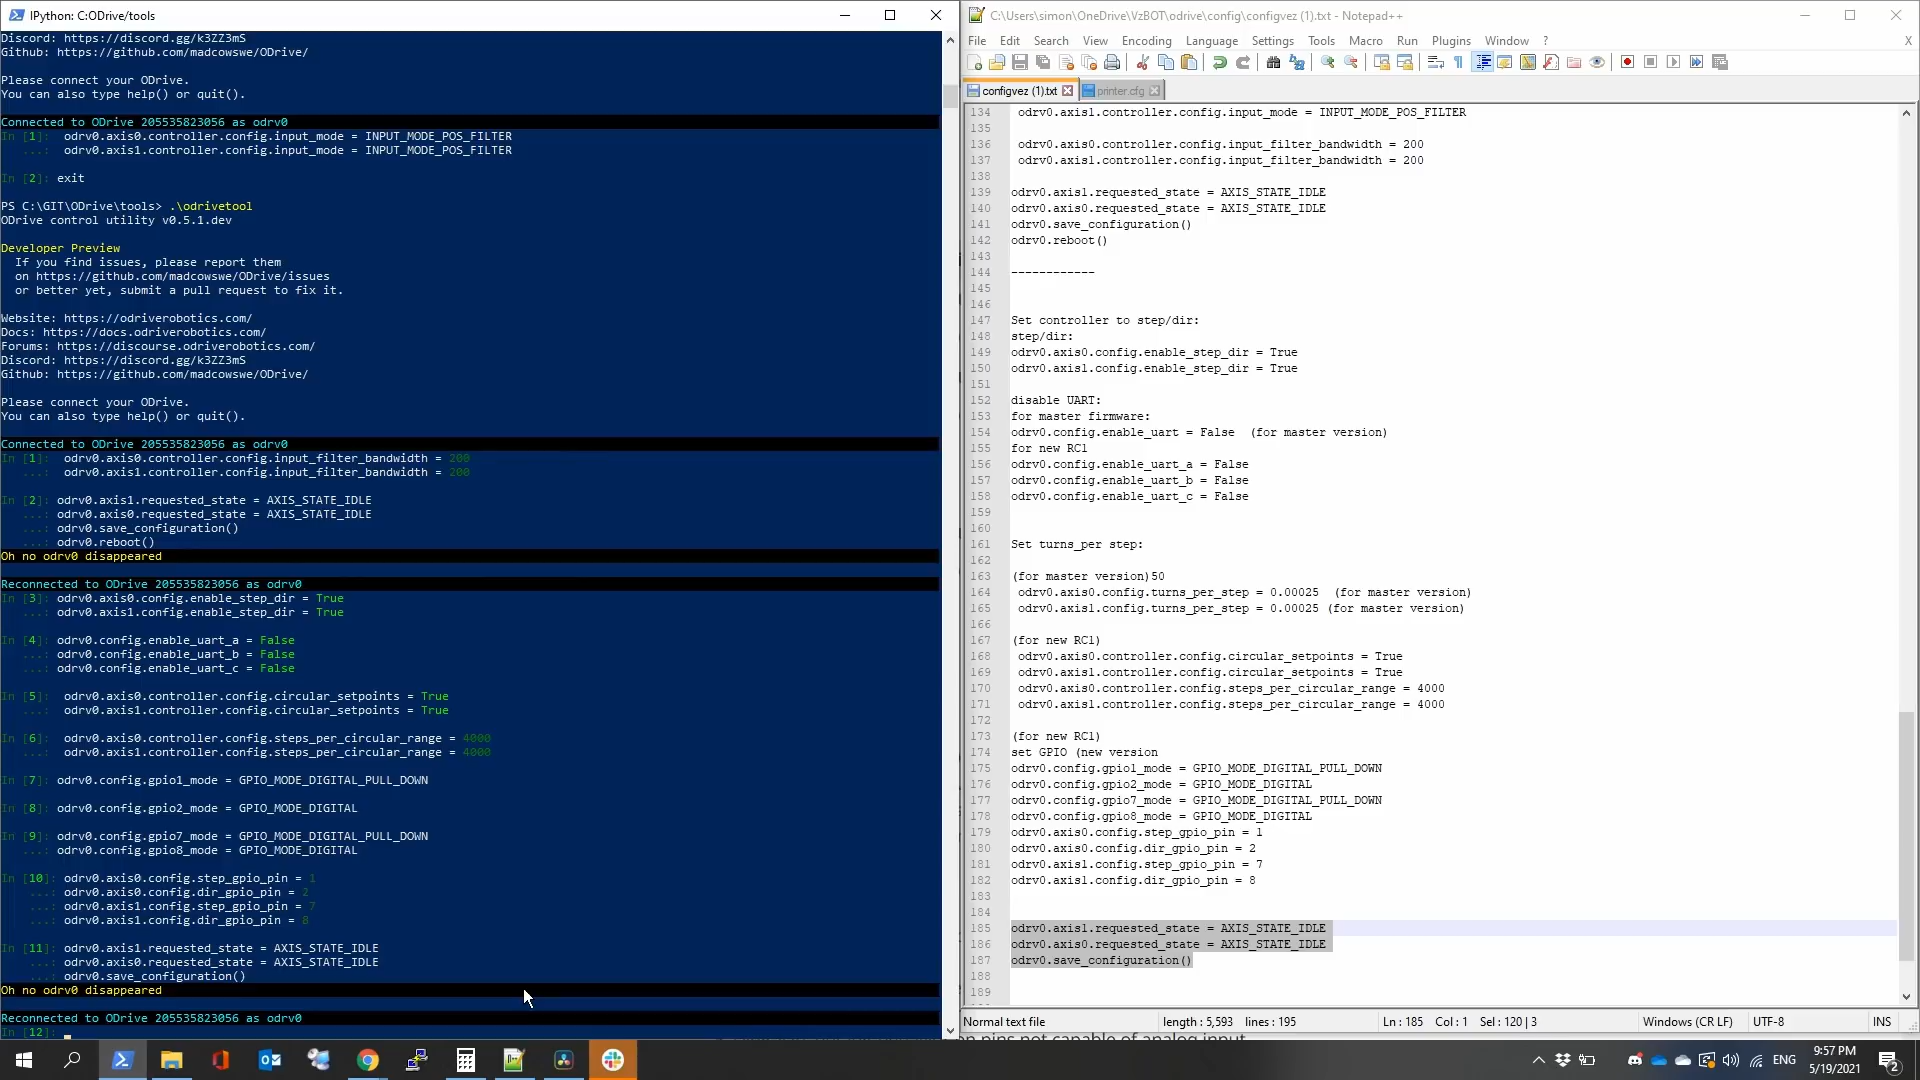 IPython: C:ODrive/tools
Discord: https://discord.gg/k3ZZ3mS
Github: https://github.com/madcowswe/ODrive/
Please connect your ODrive.
You can also type help() or quit().
Connected to ODrive 205535823056 as odrv0
In [1]:  odrv0.axis0.controller.config.input_mode = INPUT_MODE_POS_FILTER
...:  odrv0.axis1.controller.config.input_mode = INPUT_MODE_POS_FILTER
In [2]: exit
PS C:\GIT\ODrive\tools> .\odrivetool
ODrive control utility v0.5.1.dev
Developer Preview
If you find issues, please report them
on https://github.com/madcowswe/ODrive/issues
or better yet, submit a pull request to fix it.
Website: https://odriverobotics.com/
Docs: https://docs.odriverobotics.com/
Forums: https://discourse.odriverobotics.com/
Discord: https://discord.gg/k3ZZ3mS
Github: https://github.com/madcowswe/ODrive/
Please connect your ODrive.
You can also type help() or quit().
Connected to ODrive 205535823056 as odrv0
In [1]:  odrv0.axis0.controller.config.input_filter_bandwidth = 200
...:  odrv0.axis1.controller.config.input_filter_bandwidth = 200
In [2]: odrv0.axis1.requested_state = AXIS_STATE_IDLE
...: odrv0.axis0.requested_state = AXIS_STATE_IDLE
...: odrv0.save_configuration()
...: odrv0.reboot()
Oh no odrv0 disappeared
Reconnected to ODrive 205535823056 as odrv0
In [3]: odrv0.axis0.config.enable_step_dir = True
...: odrv0.axis1.config.enable_step_dir = True
In [4]: odrv0.config.enable_uart_a = False
...: odrv0.config.enable_uart_b = False
...: odrv0.config.enable_uart_c = False
In [5]:  odrv0.axis0.controller.config.circular_setpoints = True
...:  odrv0.axis1.controller.config.circular_setpoints = True
In [6]:  odrv0.axis0.controller.config.steps_per_circular_range = 4000
...:  odrv0.axis1.controller.config.steps_per_circular_range = 4000
In [7]: odrv0.config.gpio1_mode = GPIO_MODE_DIGITAL_PULL_DOWN
In [8]: odrv0.config.gpio2_mode = GPIO_MODE_DIGITAL
In [9]: odrv0.config.gpio7_mode = GPIO_MODE_DIGITAL_PULL_DOWN
...: odrv0.config.gpio8_mode = GPIO_MODE_DIGITAL
In [10]: odrv0.axis0.config.step_gpio_pin = 1
...: odrv0.axis0.config.dir_gpio_pin = 2
...: odrv0.axis1.config.step_gpio_pin = 7
...: odrv0.axis1.config.dir_gpio_pin = 8
In [11]: odrv0.axis1.requested_state = AXIS_STATE_IDLE
...: odrv0.axis0.requested_state = AXIS_STATE_IDLE
...: odrv0.save_configuration()
Oh no odrv0 disappeared
Reconnected to ODrive 205535823056 as odrv0
In [12]:
C:\Users\simon\OneDrive\VzBOT\odrive\config\configvez (1).txt - Notepad++
File Edit Search View Encoding Language Settings Tools Macro Run Plugins Window ? X
configvez (1).txt printer.cfg
134 odrv0.axis1.controller.config.input_mode = INPUT_MODE_POS_FILTER
135
136 odrv0.axis0.controller.config.input_filter_bandwidth = 200
137 odrv0.axis1.controller.config.input_filter_bandwidth = 200
138
139 odrv0.axis1.requested_state = AXIS_STATE_IDLE
140 odrv0.axis0.requested_state = AXIS_STATE_IDLE
141 odrv0.save_configuration()
142 odrv0.reboot()
143
144 ------------
145
146
147 Set controller to step/dir:
148 step/dir:
149 odrv0.axis0.config.enable_step_dir = True
150 odrv0.axis1.config.enable_step_dir = True
151
152 disable UART:
153 for master firmware:
154 odrv0.config.enable_uart = False  (for master version)
155 for new RC1
156 odrv0.config.enable_uart_a = False
157 odrv0.config.enable_uart_b = False
158 odrv0.config.enable_uart_c = False
159
160
161 Set turns_per step:
162
163 (for master version)50
164 odrv0.axis0.config.turns_per_step = 0.00025  (for master version)
165 odrv0.axis1.config.turns_per_step = 0.00025 (for master version)
166
167 (for new RC1)
168 odrv0.axis0.controller.config.circular_setpoints = True
169 odrv0.axis1.controller.config.circular_setpoints = True
170 odrv0.axis0.controller.config.steps_per_circular_range = 4000
171 odrv0.axis1.controller.config.steps_per_circular_range = 4000
172
173 (for new RC1)
174 set GPIO (new version
175 odrv0.config.gpio1_mode = GPIO_MODE_DIGITAL_PULL_DOWN
176 odrv0.config.gpio2_mode = GPIO_MODE_DIGITAL
177 odrv0.config.gpio7_mode = GPIO_MODE_DIGITAL_PULL_DOWN
178 odrv0.config.gpio8_mode = GPIO_MODE_DIGITAL
179 odrv0.axis0.config.step_gpio_pin = 1
180 odrv0.axis0.config.dir_gpio_pin = 2
181 odrv0.axis1.config.step_gpio_pin = 7
182 odrv0.axis1.config.dir_gpio_pin = 8
183
184
185 odrv0.axis1.requested_state = AXIS_STATE_IDLE
186 odrv0.axis0.requested_state = AXIS_STATE_IDLE
187 odrv0.save_configuration()
188
189
Normal text file length : 5,593 lines : 195 Ln : 185 Col : 1 Sel : 120 | 3 Windows (CR LF) UTF-8 INS
pins not capable of analog input
ENG 9:57 PM
5/19/2021 2